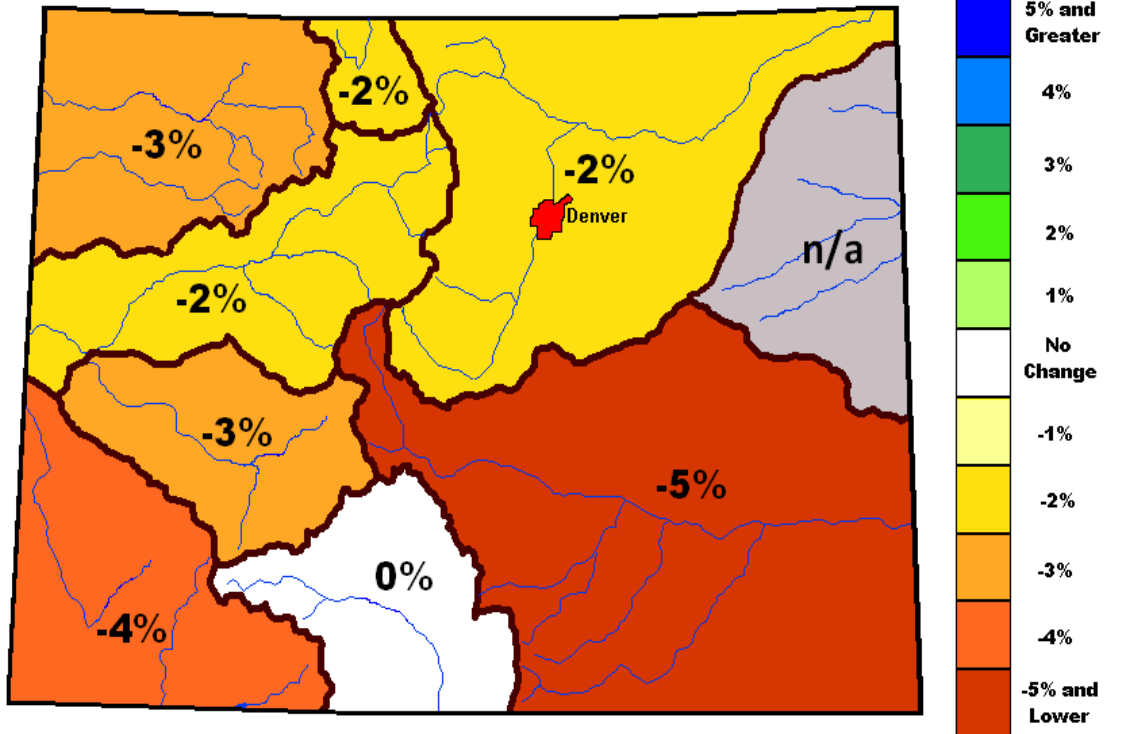 -2%
-3%
-2%
Denver
n/a
-2%
-3%
-5%
0%
-4%
5% and
Greater
4%
3%
2%
1%
No
Change
-1%
-2%
-3%
-4%
-5% and
Lower